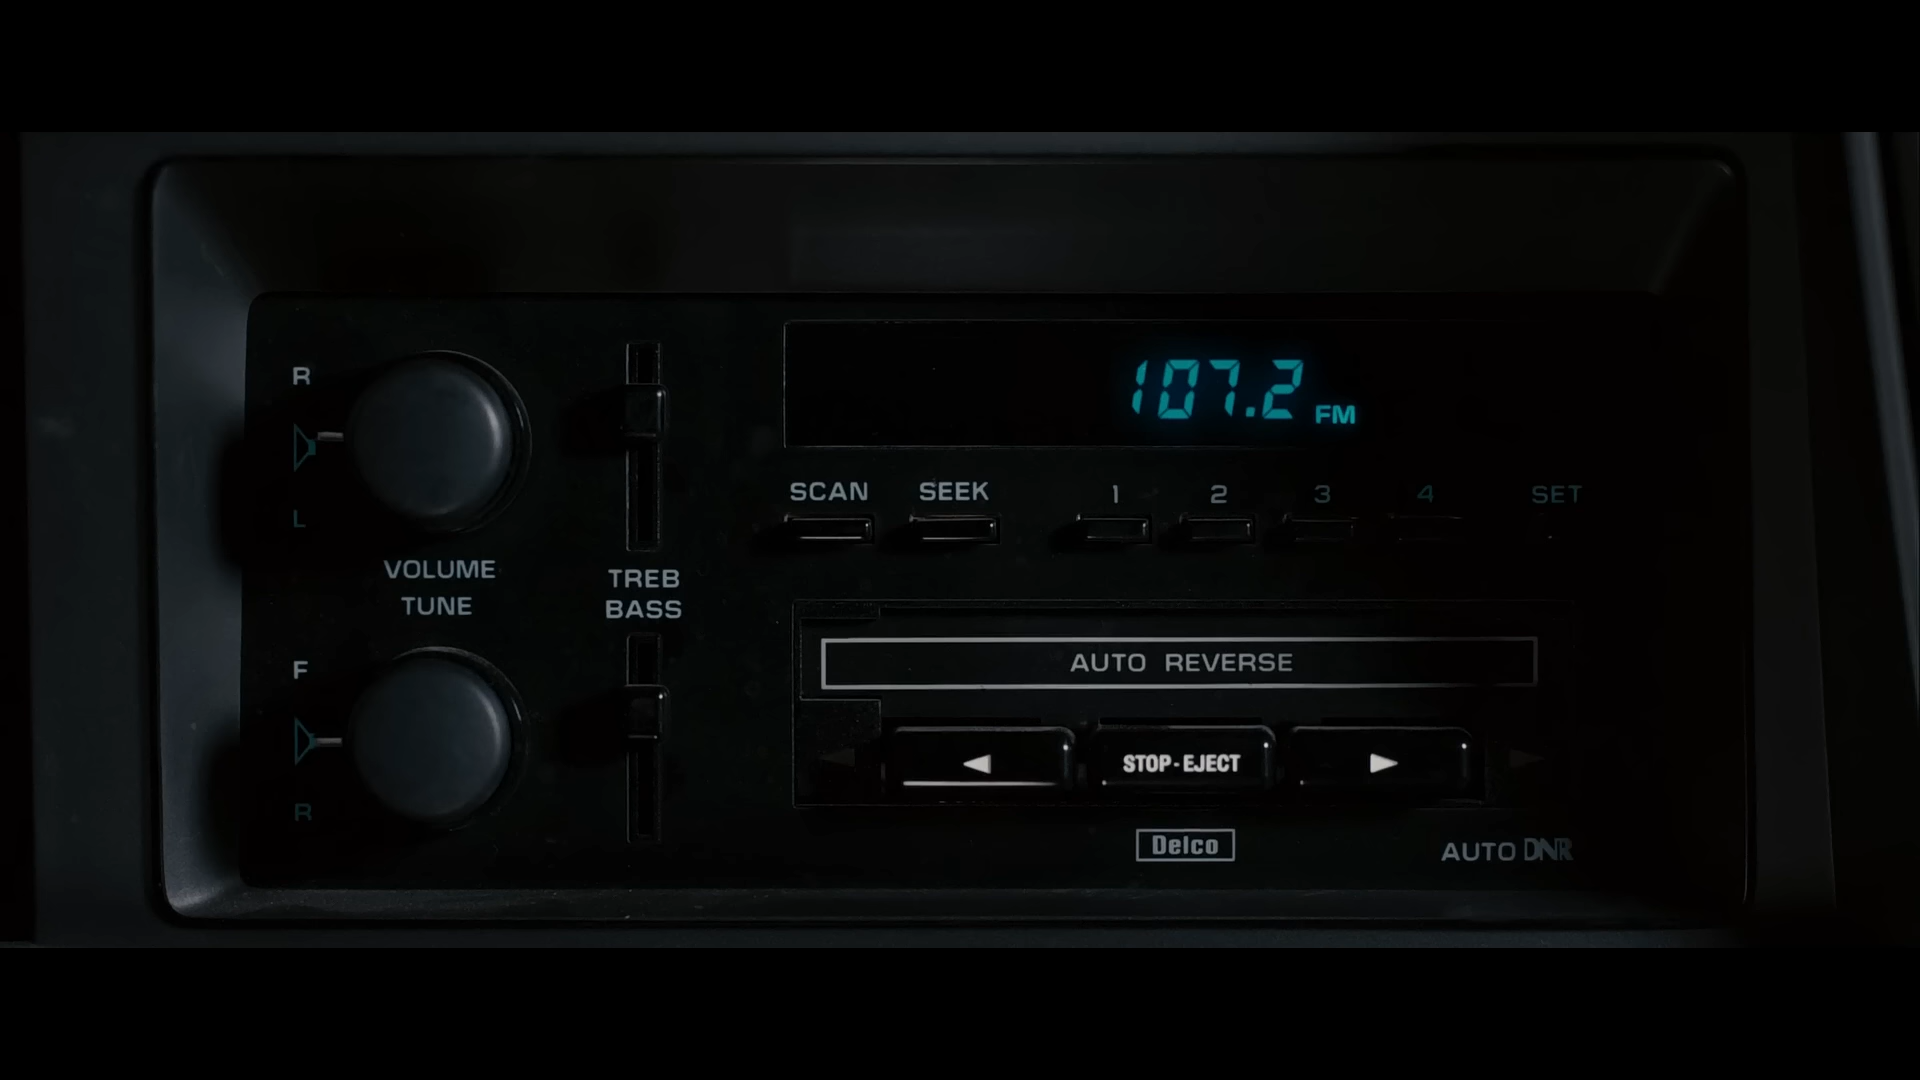 107.2 FM
R
L
SCAN SEEK 1 2 3 4 SET
VOLUME
TUNE
TREB
BASS
F
R
AUTO REVERSE
STOP-EJECT
Delco
AUTO DNR